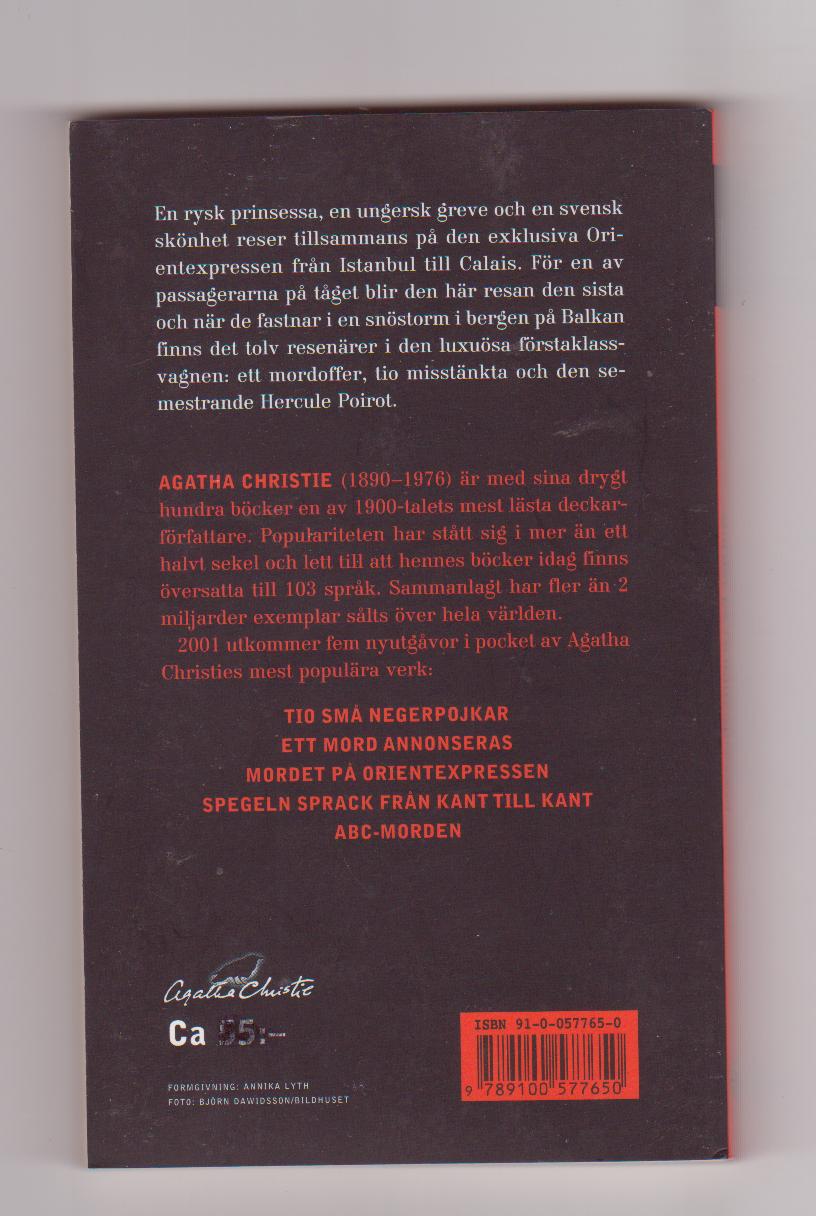 En rysk prinsessa, en ungersk greve och en svensk
skönhet reser tillsammans på den exklusiva Ori-
entexpressen från Istanbul till Calais. För en av
passagerarna på tåget blir den här resan den sista
och när de fastnar i en snöstorm i bergen på Balkan
finns det tolv resenärer i den luxuösa förstaklass-
vagnen: ett mordoffer, tio misstänkta och den se-
mestrande Hercule Poirot.
AGATHA CHRISTIE (1890–1976) är med sina drygt
hundra böcker en av 1900-talets mest lästa deckar-
författare. Populariteten har stått sig i mer än ett
halvt sekel och lett till att hennes böcker idag finns
översatta till 103 språk. Sammanlagt har fler än 2
miljarder exemplar sålts över hela världen.
2001 utkommer fem nyutgåvor i pocket av Agatha
Christies mest populära verk:
TIO SMÅ NEGERPOJKAR
ETT MORD ANNONSERAS
MORDET PÅ ORIENTEXPRESSEN
SPEGELN SPRACK FRÅN KANT TILL KANT
ABC-MORDEN
Agatha Christie
Ca :-
FORMGIVNING: ANNIKA LYTH
FOTO: BJÖRN DAWIDSSON/BILDHUSET
ISBN 91-0-057765-0
9 789100 577650